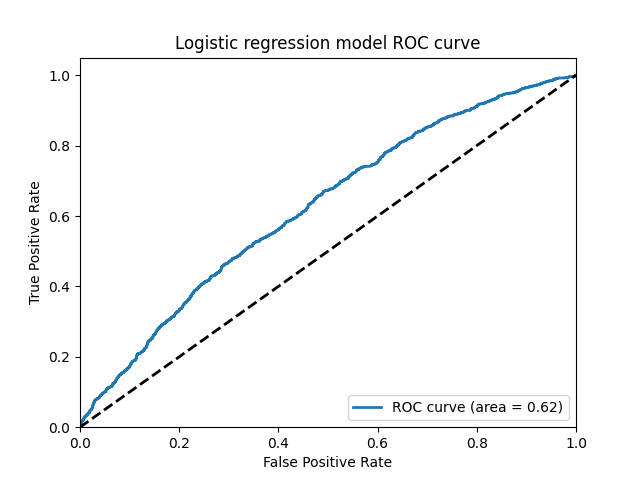 Logistic regression model ROC curve
True Positive Rate
1.0
0.8
0.6
0.4
0.2
0.0
ROC curve (area = 0.62)
0.0 0.2 0.4 0.6 0.8 1.0
False Positive Rate